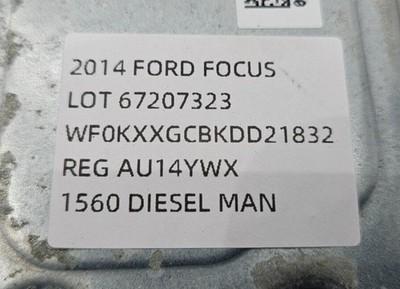 2014 FORD FOCUS
LOT 67207323
WF0KXXGCBKDD21832
REG AU14YWX
1560 DIESEL MAN